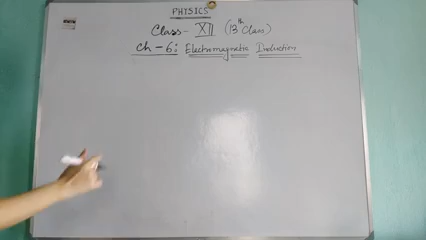 PHYSICS
Class- XII (13th Class)
Ch-6: Electromagnetic Induction